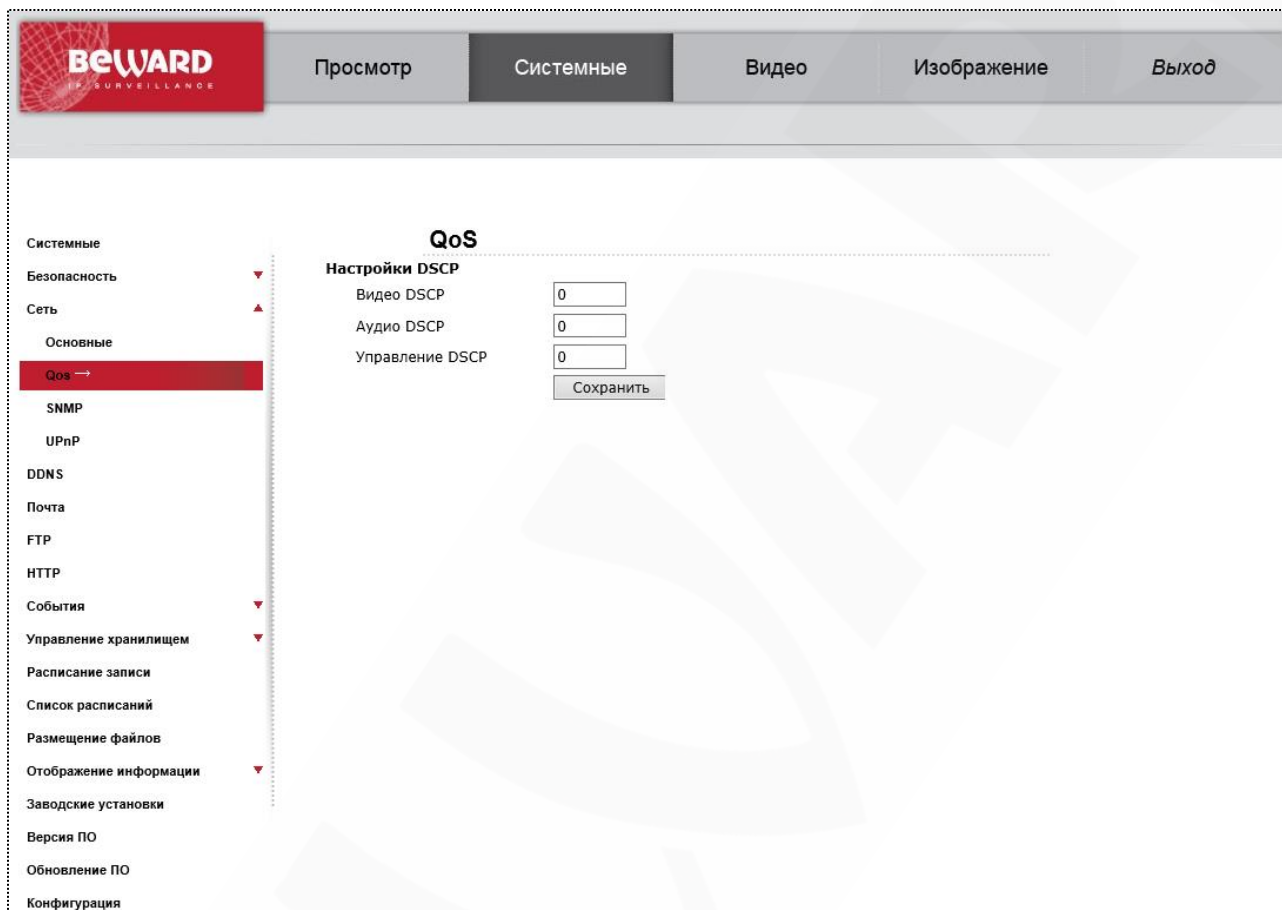 BEWARD
IP SURVEILLANCE
Просмотр
Системные
Видео
Изображение
Выход
Системные
Безопасность
Сеть
Основные
Qos →
SNMP
UPnP
DDNS
Почта
FTP
HTTP
События
Управление хранилищем
Расписание записи
Список расписаний
Размещение файлов
Отображение информации
Заводские установки
Версия ПО
Обновление ПО
Конфигурация
QoS
Настройки DSCP
Видео DSCP 0
Аудио DSCP 0
Управление DSCP 0
Сохранить